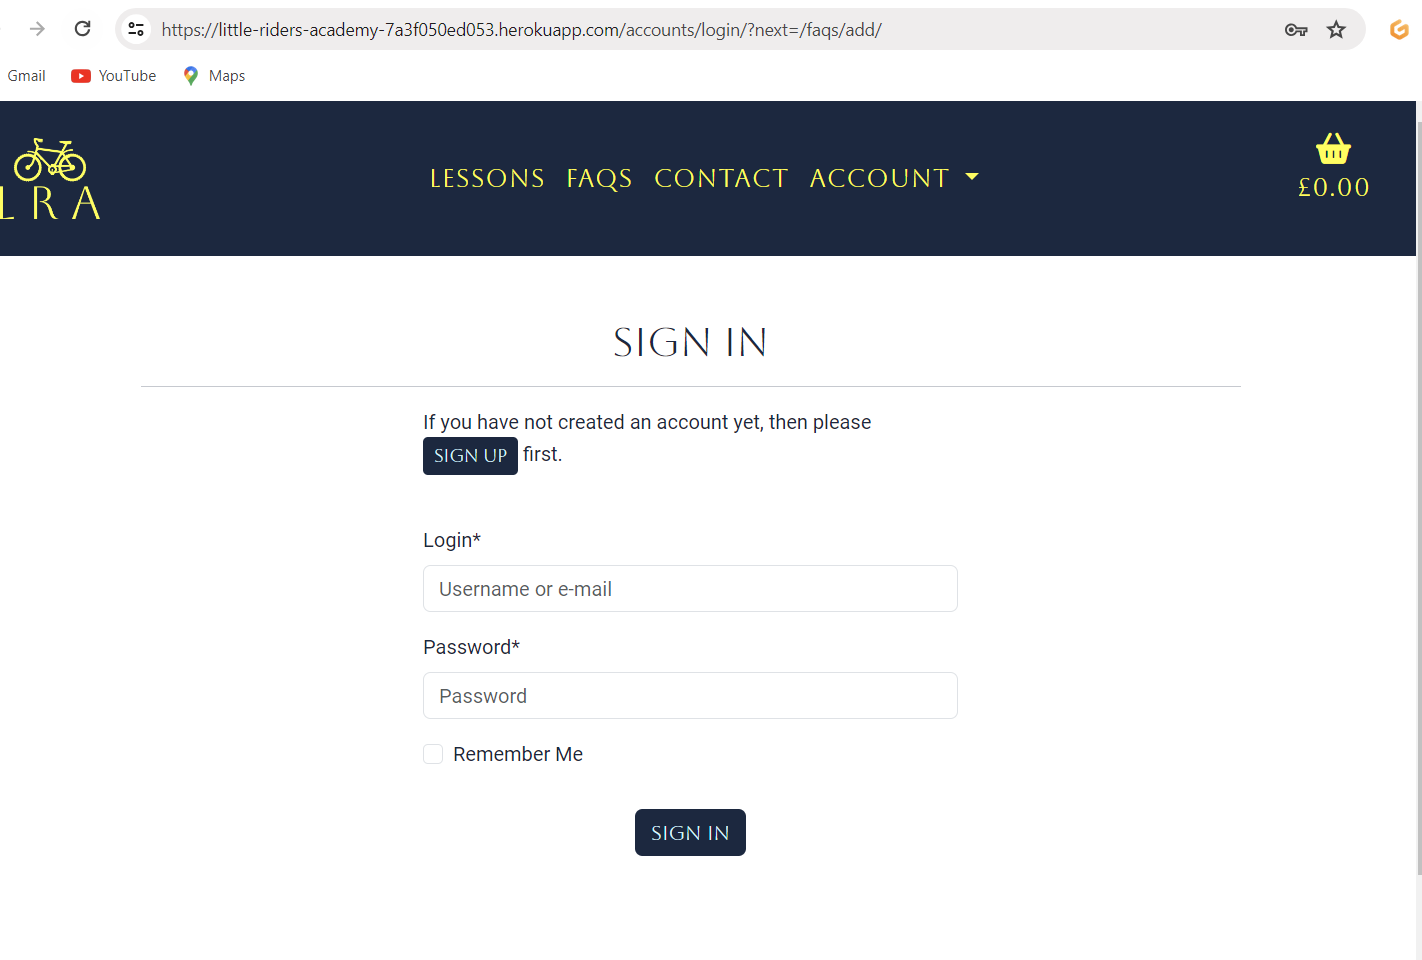 https://little-riders-academy-7a3f050ed053.herokuapp.com/accounts/login/?next=/faqs/add/
Gmail YouTube Maps
LRA
LESSONS FAQS CONTACT ACCOUNT
£0.00
SIGN IN
If you have not created an account yet, then please
SIGN UP first.
Login*
Username or e-mail
Password*
Password
Remember Me
SIGN IN